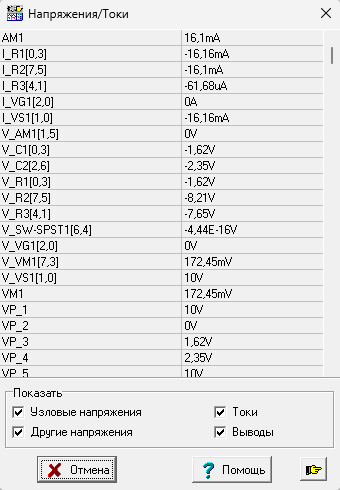 Напряжения/Токи
AM1 16,1mA
I_R1[0,3] -16,16mA
I_R2[7,5] -16,1mA
I_R3[4,1] -61,68uA
I_VG1[2,0] 0A
I_VS1[1,0] -16,16mA
V_AM1[1,5] 0V
V_C1[0,3] -1,62V
V_C2[2,6] -2,35V
V_R1[0,3] -1,62V
V_R2[7,5] -8,21V
V_R3[4,1] -7,65V
V_SW-SPST1[6,4] -4,44E-16V
V_VG1[2,0] 0V
V_VM1[7,3] 172,45mV
V_VS1[1,0] 10V
VM1 172,45mV
VP_1 10V
VP_2 0V
VP_3 1,62V
VP_4 2,35V
VP_5 10V
Показать
Узловые напряжения Токи
Другие напряжения Выводы
Отмена Помощь